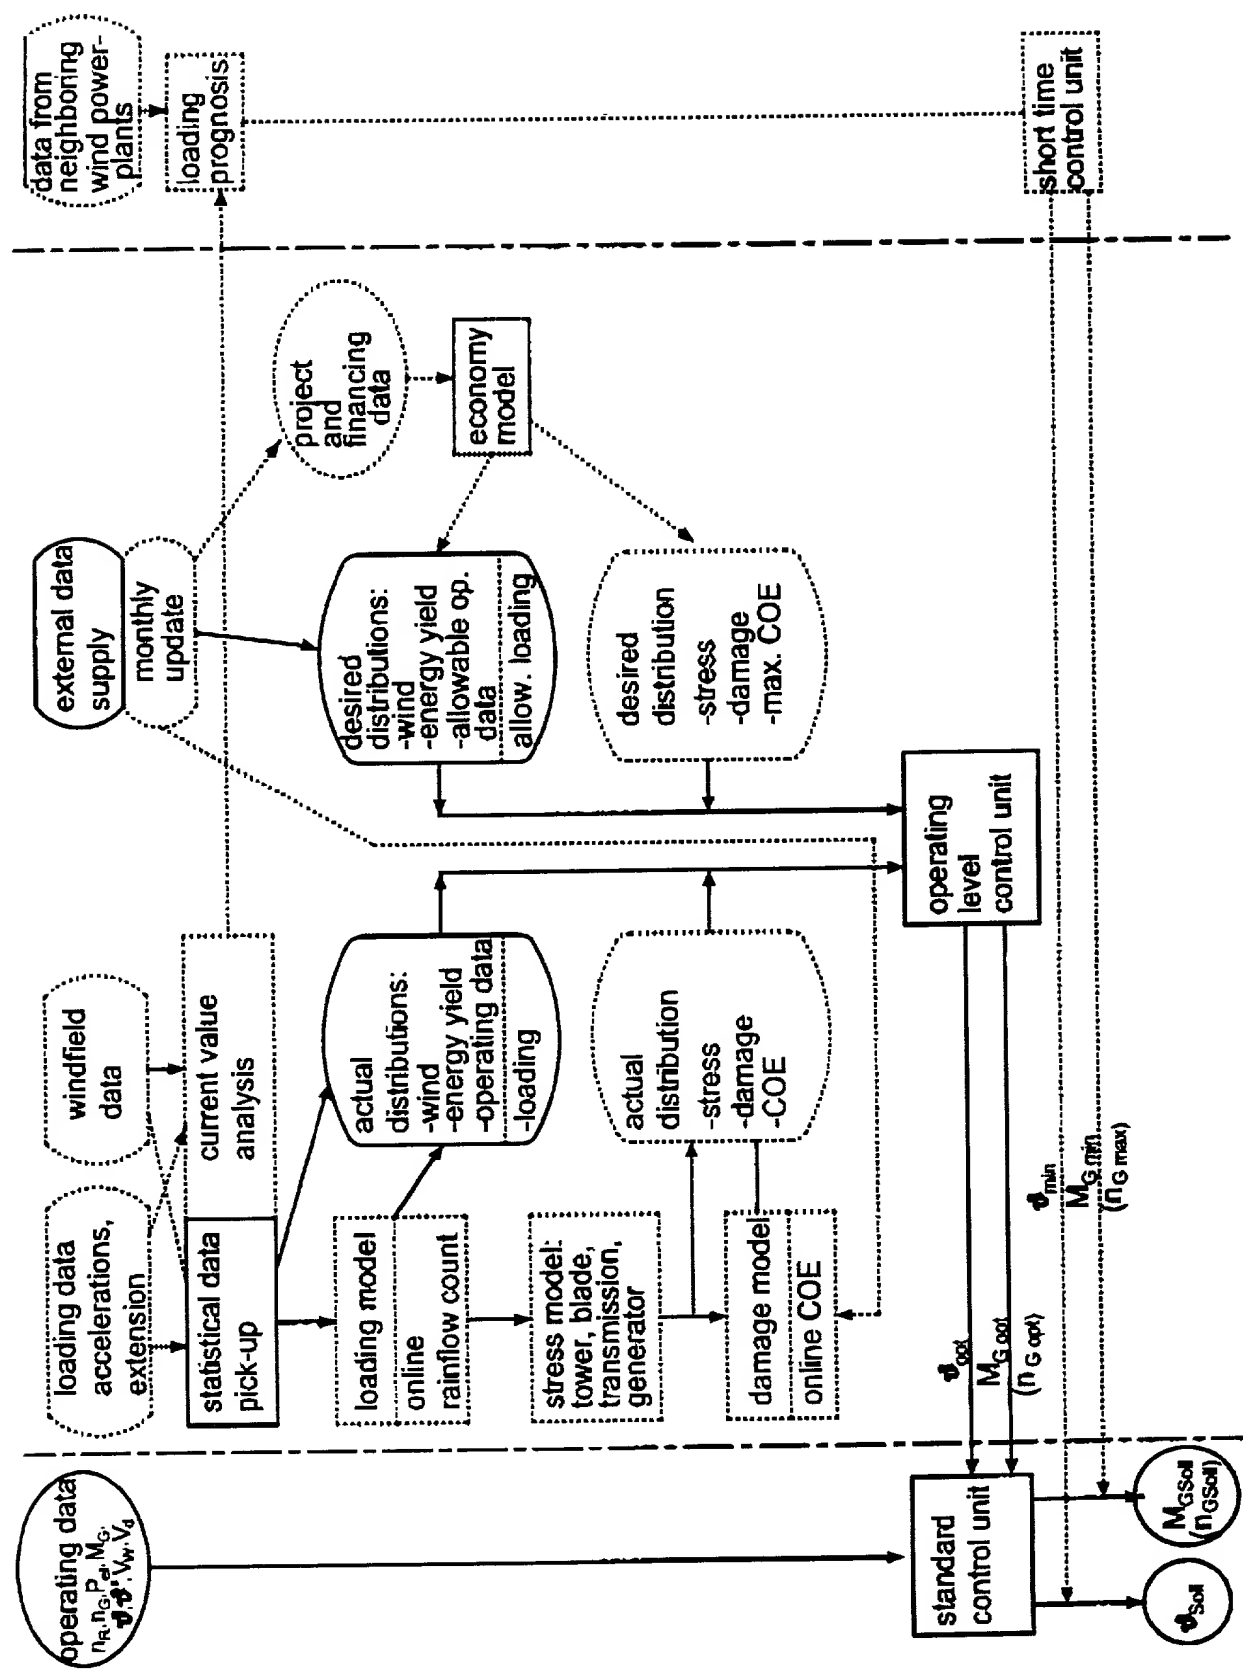 operating data
n_R, n_G, P_el, M_G,
ϑ, ϑ', V_W, V_d
standard
control unit
ϑ_Soll
M_GSoll
(n_GSoll)
loading data
accelerations,
extension
windfield
data
statistical data
pick-up
current value
analysis
loading model
online
rainflow count
stress model:
tower, blade,
transmission,
generator
damage model
online COE
actual
distributions:
-wind
-energy yield
-operating data
-loading
actual
distribution
-stress
-damage
-COE
external data
supply
monthly
update
desired
distributions:
-wind
-energy yield
-allowable op.
data
allow. loading
desired
distribution
-stress
-damage
-max. COE
project
and
financing
data
economy
model
operating
level
control unit
ϑ_opt
M_G opt
(n_G opt)
ϑ_min
M_G min
(n_G max)
data from
neighboring
wind power-
plants
loading
prognosis
short time
control unit